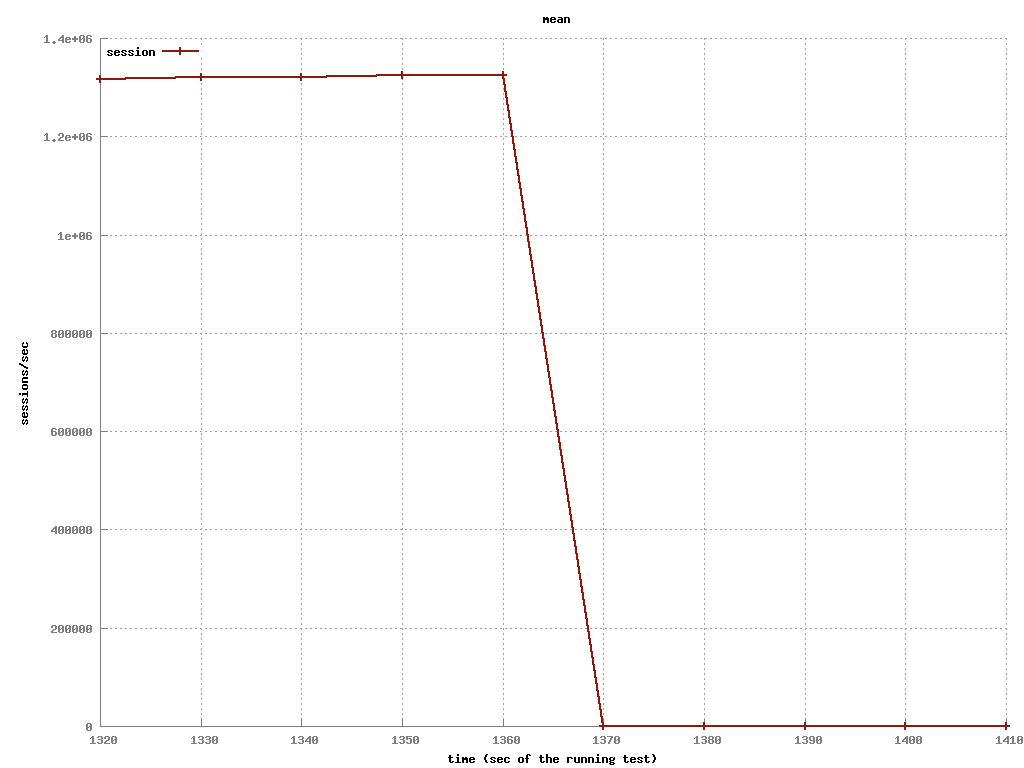 mean
1.4e+06
session
1.2e+06
1e+06
800000
sessions/sec
600000
400000
200000
0
1320 1330 1340 1350 1360 1370 1380 1390 1400 1410
time (sec of the running test)